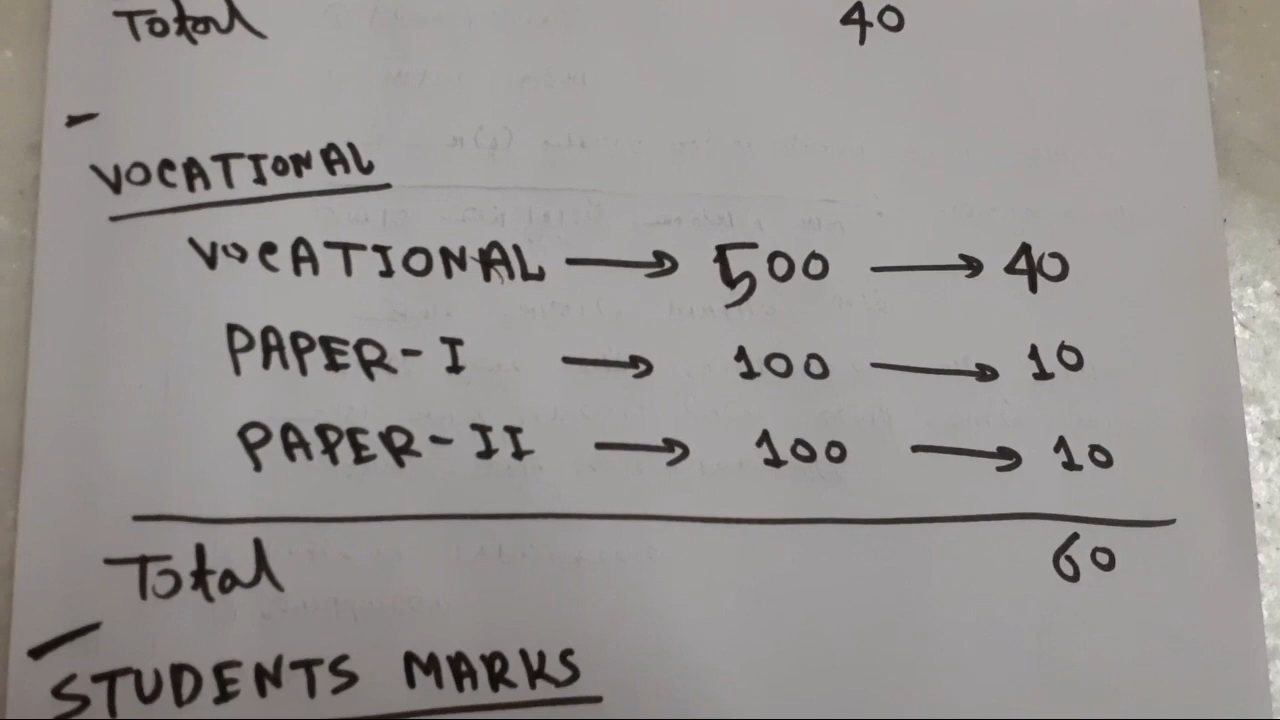 Total 40
VOCATIONAL
VOCATIONAL → 500 → 40
PAPER-I → 100 → 10
PAPER-II → 100 → 10
Total 60
STUDENTS MARKS